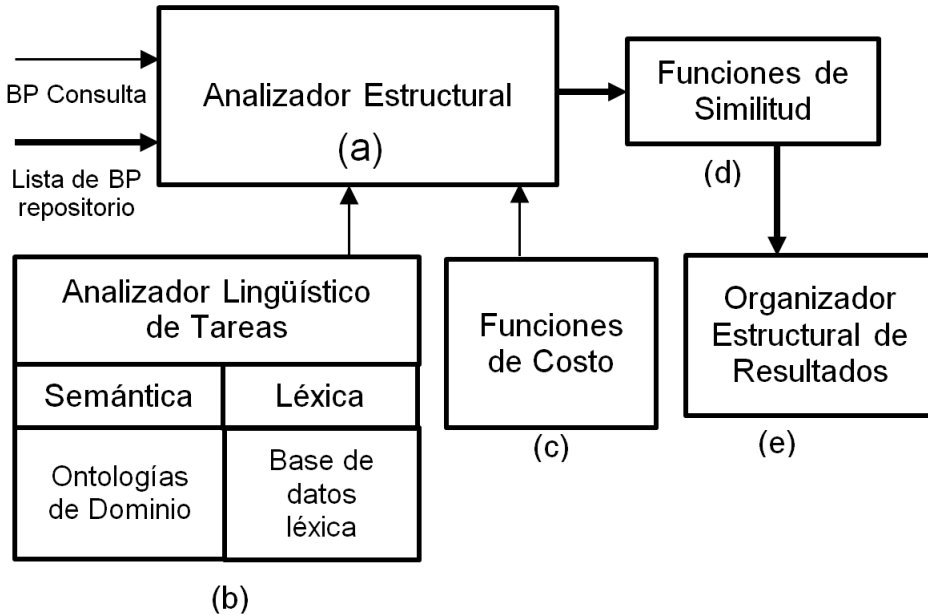 BP Consulta
Lista de BP
repositorio
Analizador Estructural
(a)
Funciones de
Similitud
(d)
Analizador Lingüístico
de Tareas
Semántica
Léxica
Ontologías
de Dominio
Base de
datos
léxica
(b)
Funciones
de Costo
(c)
Organizador
Estructural de
Resultados
(e)